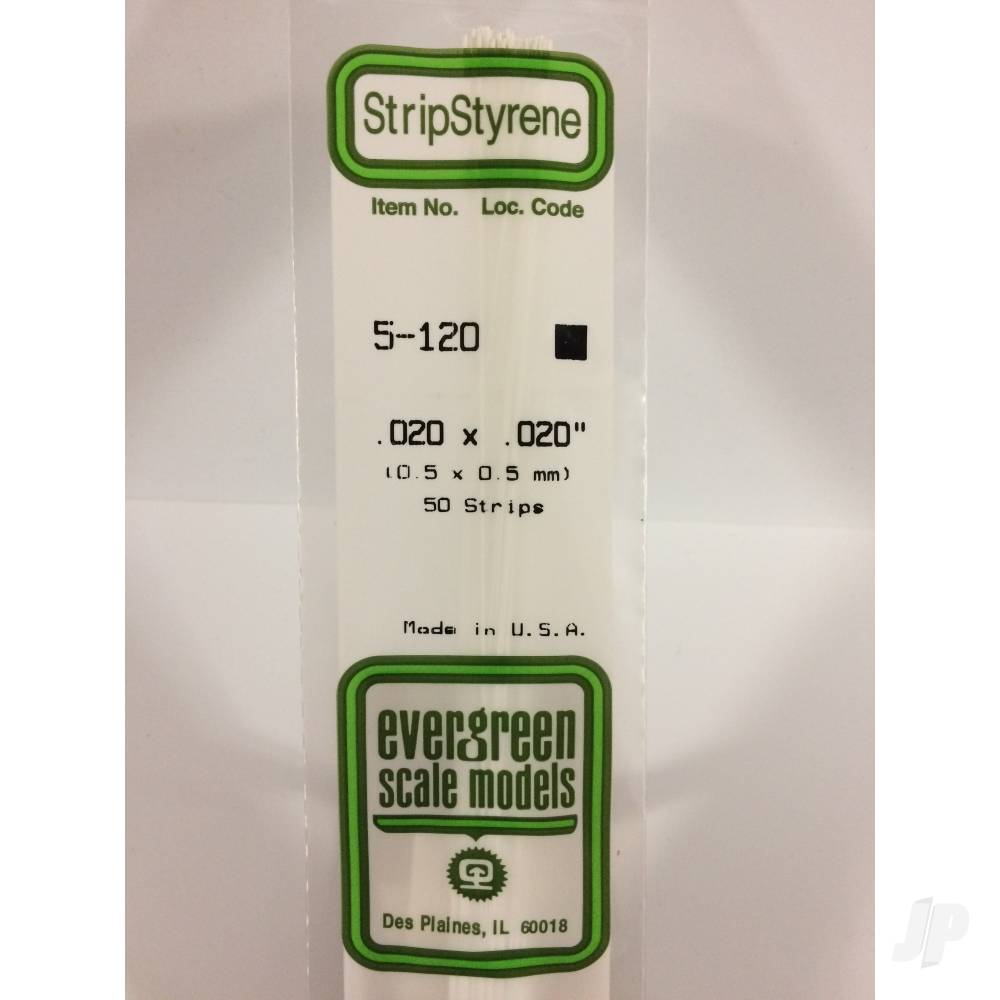 StripStyrene
Item No. Loc. Code
5-120
.020 x .020"
(0.5 x 0.5 mm)
50 Strips
Made in U.S.A.
evergreen
scale models
Des Plaines, IL 60018
JP